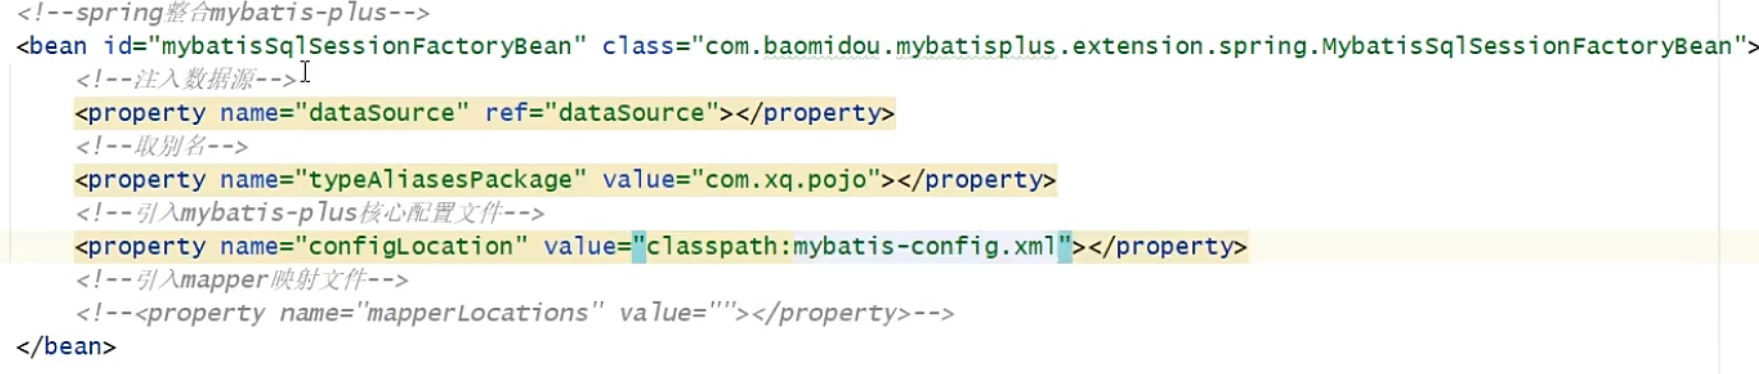 <!--spring整合mybatis-plus-->
<bean id="mybatisSqlSessionFactoryBean" class="com.baomidou.mybatisplus.extension.spring.MybatisSqlSessionFactoryBean">
<!--注入数据源-->
<property name="dataSource" ref="dataSource"></property>
<!--取别名-->
<property name="typeAliasesPackage" value="com.xq.pojo"></property>
<!--引入mybatis-plus核心配置文件-->
<property name="configLocation" value="classpath:mybatis-config.xml"></property>
<!--引入mapper映射文件-->
<!--<property name="mapperLocations" value=""></property>-->
</bean>